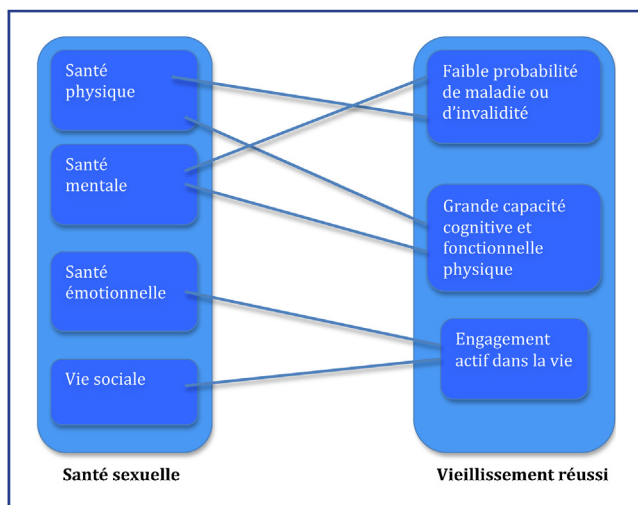 Santé
physique
Santé
mentale
Santé
émotionnelle
Vie sociale
Santé sexuelle
Faible probabilité
de maladie ou
d’invalidité
Grande capacité
cognitive et
fonctionnelle
physique
Engagement
actif dans la vie
Vieillissement réussi